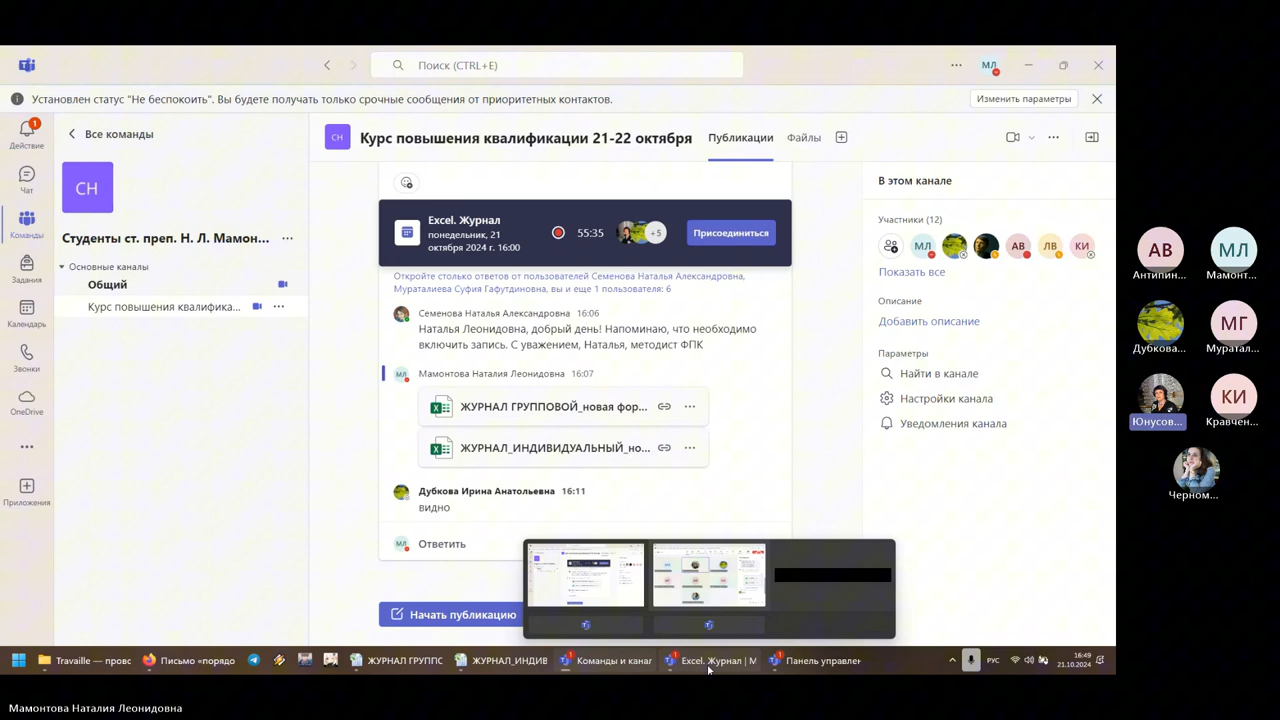 Поиск (CTRL+E)
МЛ
Установлен статус "Не беспокоить". Вы будете получать только срочные сообщения от приоритетных контактов.
Изменить параметры
1
Действие
Чат
Команды
Задания
Календарь
Звонки
OneDrive
Приложения
Все команды
СН
Студенты ст. преп. Н. Л. Мамон...
Основные каналы
Общий
Курс повышения квалифика...
СН
Курс повышения квалификации 21-22 октября
Публикации
Файлы
Excel. Журнал
понедельник, 21
октября 2024 г. 16:00
55:35
+5
Присоединиться
Откройте столько ответов от пользователей Семенова Наталья Александровна,
Мураталиева Суфия Гафутдиновна, вы и еще 1 пользователя: 6
Семенова Наталья Александровна 16:06
Наталья Леонидовна, добрый день! Напоминаю, что необходимо
включить запись. С уважением, Наталья, методист ФПК
МЛ
Мамонтова Наталия Леонидовна 16:07
ЖУРНАЛ ГРУППОВОЙ_новая фор...
ЖУРНАЛ_ИНДИВИДУАЛЬНЫЙ_но...
Дубкова Ирина Анатольевна 16:11
видно
МЛ
Ответить
Начать публикацию
В этом канале
Участники (12)
МЛ
АВ
ЛВ
КИ
Показать все
Описание
Добавить описание
Параметры
Найти в канале
Настройки канала
Уведомления канала
АВ
Антипин...
МЛ
Мамонт...
Дубкова...
МГ
Муратал...
Юнусов...
КИ
Кравчен...
Черном...
Travaille — пров
Письмо «порядо
ЖУРНАЛ ГРУППС
ЖУРНАЛ_ИНДИВ
Команды и канал
Excel. Журнал | М
Панель управлен
РУС
16:49
21.10.2024
Мамонтова Наталия Леонидовна